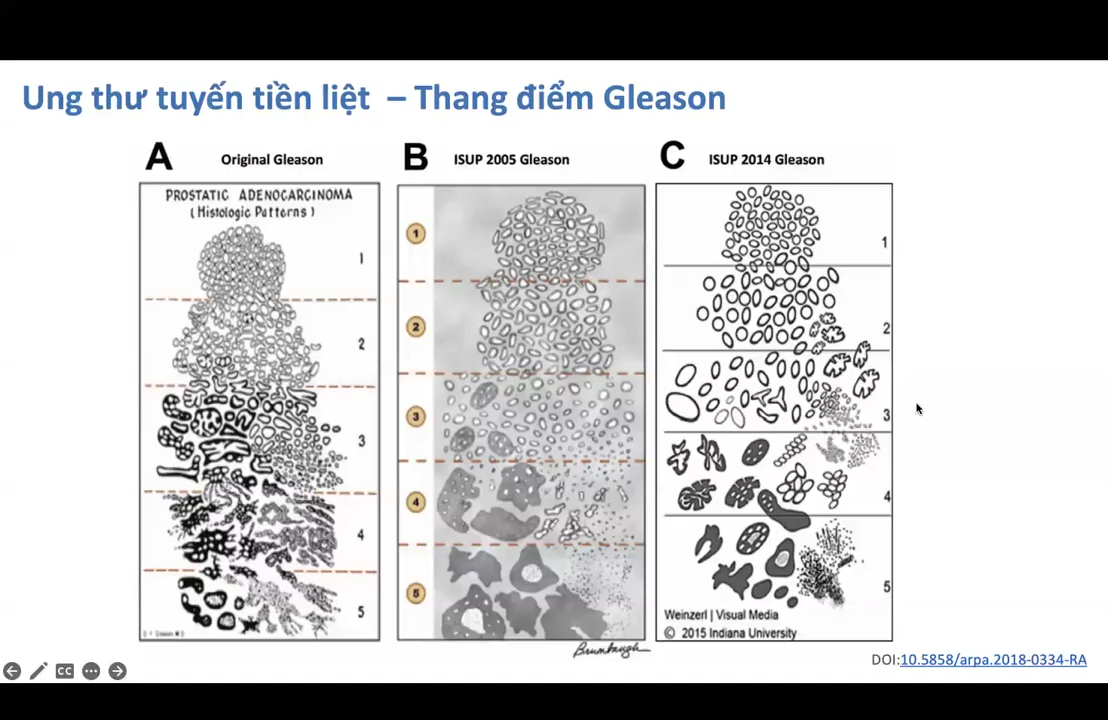 Ung thư tuyến tiền liệt – Thang điểm Gleason
A Original Gleason
PROSTATIC ADENOCARCINOMA
(Histologic Patterns)
1
2
3
4
5
B ISUP 2005 Gleason
1
2
3
4
5
Brumbaugh
C ISUP 2014 Gleason
1
2
3
4
5
Weinzerl | Visual Media
© 2015 Indiana University
DOI:10.5858/arpa.2018-0334-RA
CC